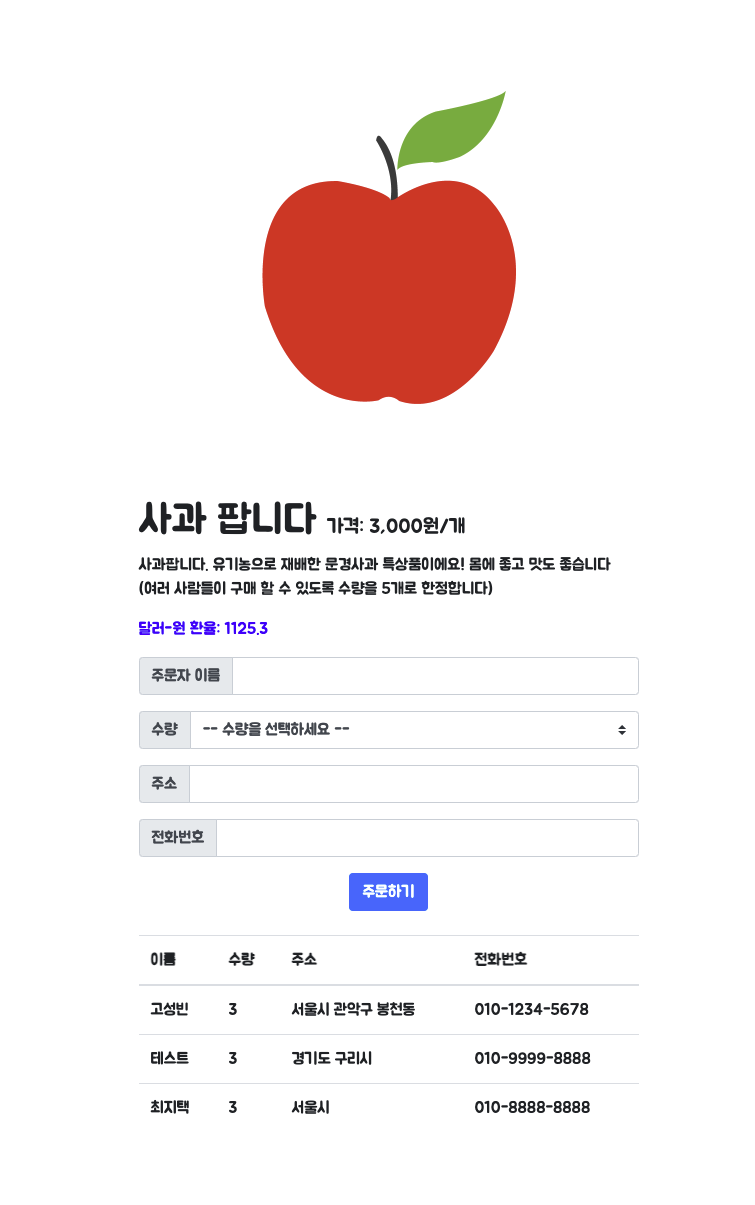 사과 팝니다 가격: 3,000원/개
사과팝니다. 유기농으로 재배한 문경사과 특상품이에요! 몸에 좋고 맛도 좋습니다
(여러 사람들이 구매 할 수 있도록 수량을 5개로 한정합니다)
달러-원 환율: 1125.3
주문자 이름
수량 -- 수량을 선택하세요 --
주소
전화번호
주문하기
이름 수량 주소 전화번호
고성빈 3 서울시 관악구 봉천동 010-1234-5678
테스트 3 경기도 구리시 010-9999-8888
최지택 3 서울시 010-8888-8888